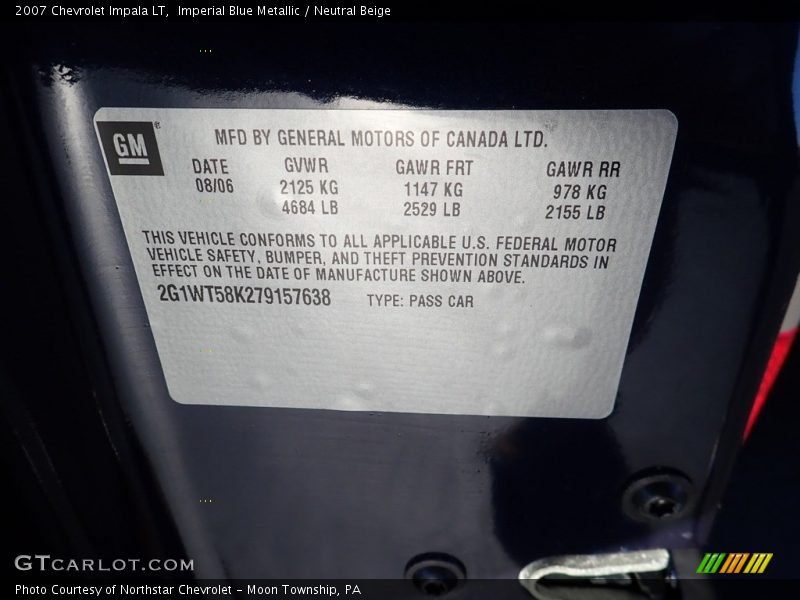 2007 Chevrolet Impala LT,  Imperial Blue Metallic / Neutral Beige
GM
MFD BY GENERAL MOTORS OF CANADA LTD.
DATE GVWR GAWR FRT GAWR RR
08/06 2125 KG 1147 KG 978 KG
4684 LB 2529 LB 2155 LB
THIS VEHICLE CONFORMS TO ALL APPLICABLE U.S. FEDERAL MOTOR
VEHICLE SAFETY, BUMPER, AND THEFT PREVENTION STANDARDS IN
EFFECT ON THE DATE OF MANUFACTURE SHOWN ABOVE.
2G1WT58K279157638 TYPE: PASS CAR
GTCARLOT.COM
Photo Courtesy of Northstar Chevrolet - Moon Township, PA